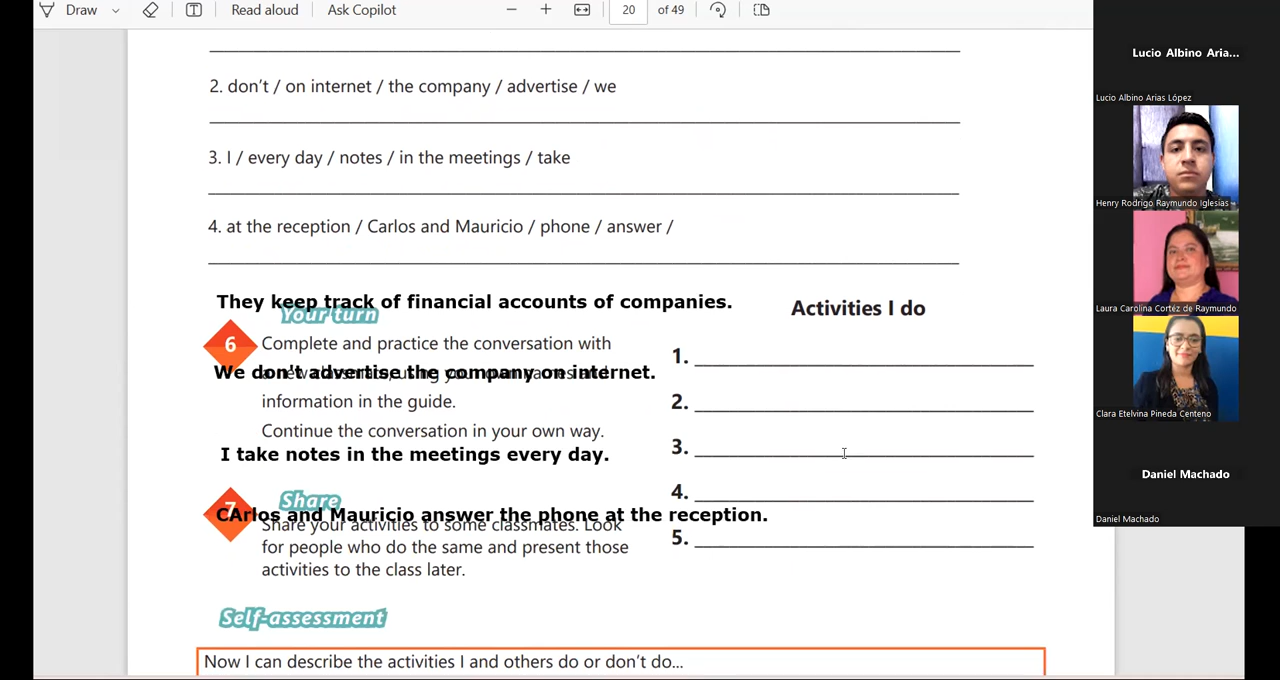 Draw
Read aloud
Ask Copilot
20
of 49
2. don't / on internet / the company / advertise / we
3. I / every day / notes / in the meetings / take
4. at the reception / Carlos and Mauricio / phone / answer /
They keep track of financial accounts of companies.
Your turn
Activities I do
6
Complete and practice the conversation with
We don't advertise the company on internet.
information in the guide.
Continue the conversation in your own way.
I take notes in the meetings every day.
1.
2.
3.
4.
5.
7
Share
CArlos and Mauricio answer the phone at the reception.
Share your activities to some classmates. Look
for people who do the same and present those
activities to the class later.
Self-assessment
Now I can describe the activities I and others do or don't do...
Lucio Albino Aria...
Lucio Albino Arias López
Henry Rodrigo Raymundo Iglesias
Laura Carolina Cortéz de Raymundo
Clara Etelvina Pineda Centeno
Daniel Machado
Daniel Machado